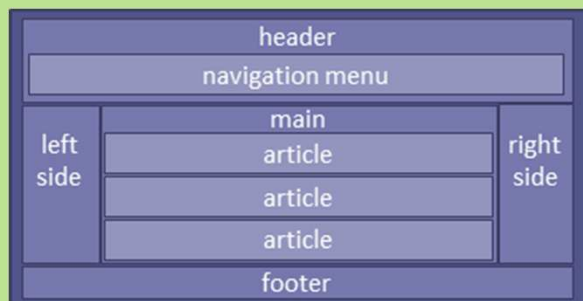 header
navigation menu
left
side
main
article
article
article
right
side
footer